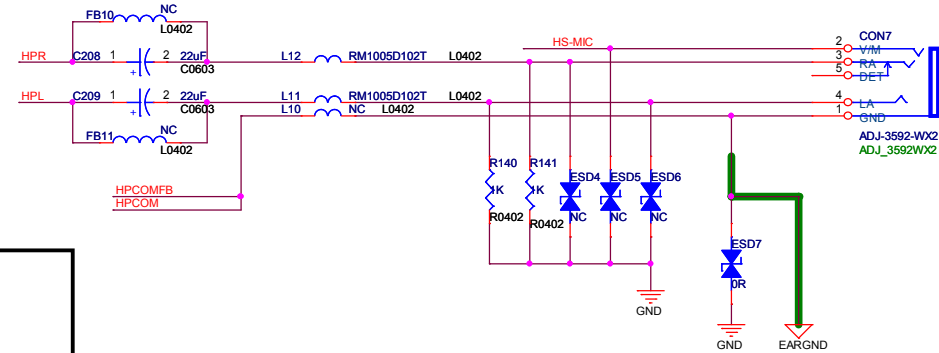 FB10 NC
L0402
HPR C208 1 2 22uF L12 RM1005D102T L0402
+ C0603
HS-MIC
CON7
2 V/M
3 RA
5 DET
4 LA
1 GND
ADJ-3592-WX2
ADJ_3592WX2
HPL C209 1 2 22uF L11 RM1005D102T L0402
+ C0603 L10 NC L0402
FB11 NC
L0402
HPCOMFB
HPCOM
R140 R141
1K 1K
R0402 R0402
ESD4 ESD5 ESD6
NC NC NC
GND
ESD7
0R
GND
EARGND